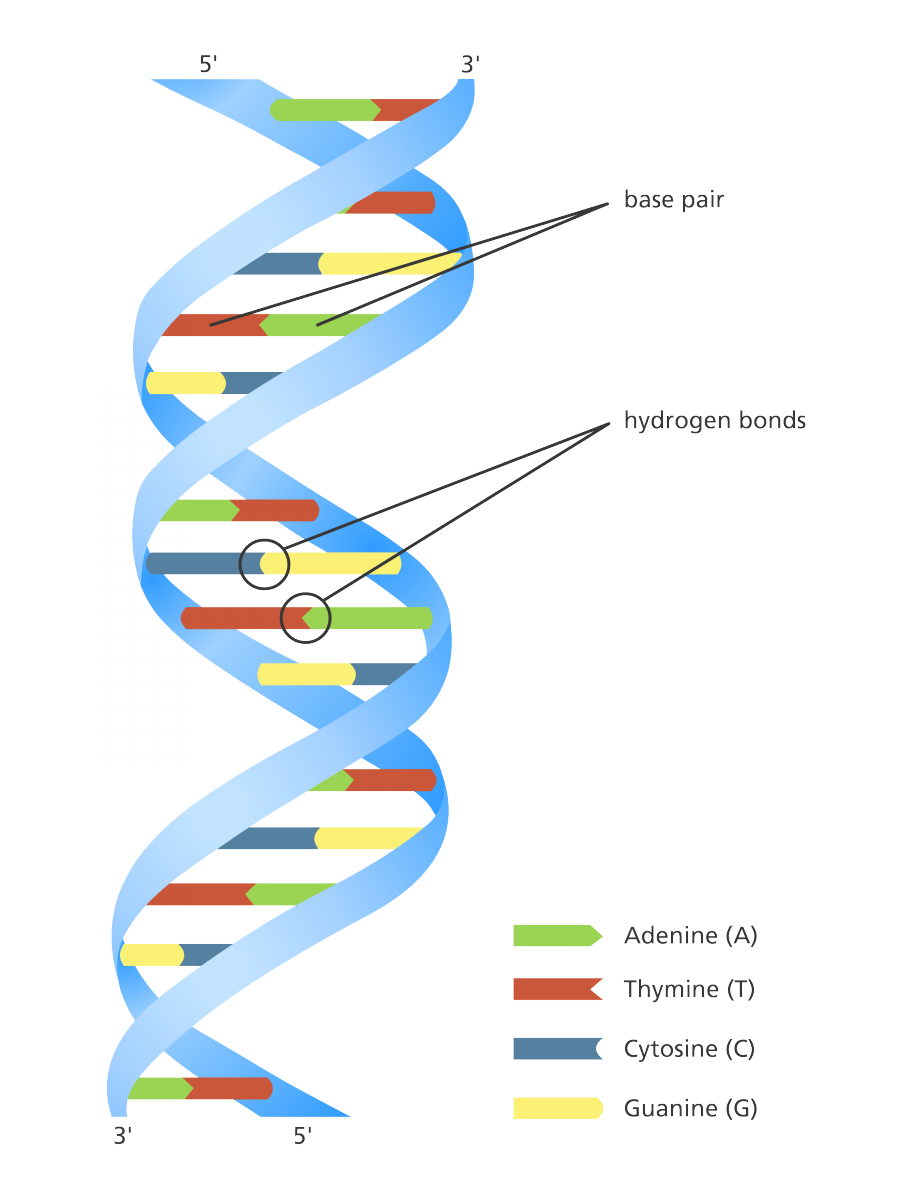 5'
3'
base pair
hydrogen bonds
Adenine (A)
Thymine (T)
Cytosine (C)
Guanine (G)
3'
5'